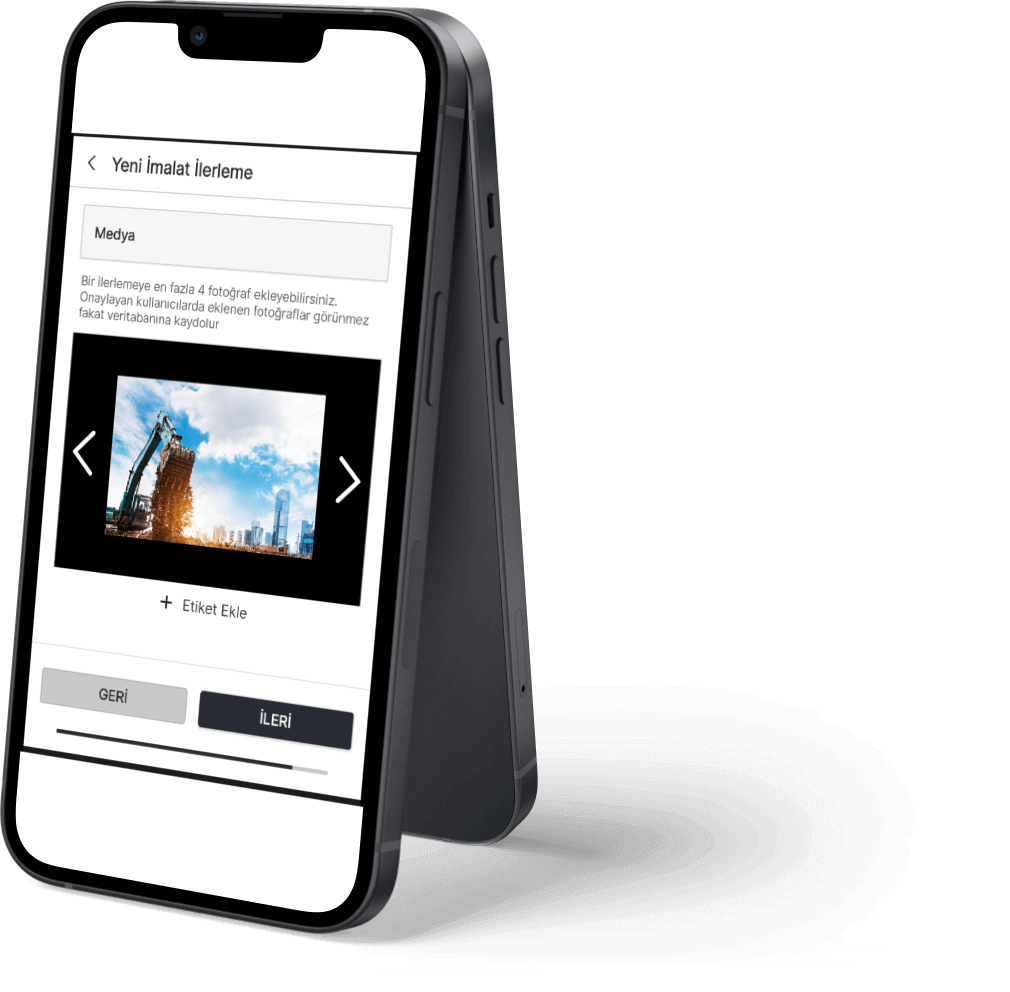 Yeni İmalat İlerleme
Medya
Bir ilerlemeye en fazla 4 fotoğraf ekleyebilirsiniz.
Onaylayan kullanıcılarda eklenen fotoğraflar görünmez
fakat veritabanına kaydolur
+ Etiket Ekle
GERİ
İLERİ